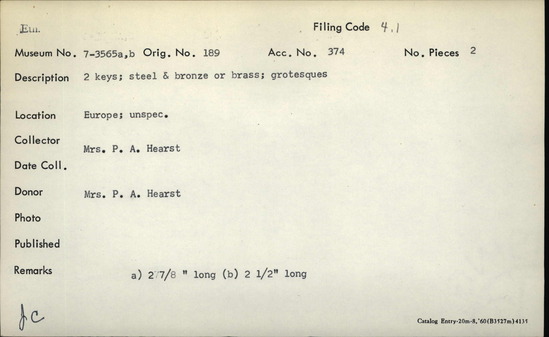 Eur. Filing Code 4.1
Museum No. 7-3565a,b Orig. No. 189 Acc. No. 374 No. Pieces 2
Description 2 keys; steel & bronze or brass; grotesques
Location Europe; unspec.
Collector Mrs. P. A. Hearst
Date Coll.
Donor Mrs. P. A. Hearst
Photo
Published
Remarks a) 2 7/8 " long (b) 2 1/2" long
JC
Catalog Entry-20m-8,'60(B3527m)4135